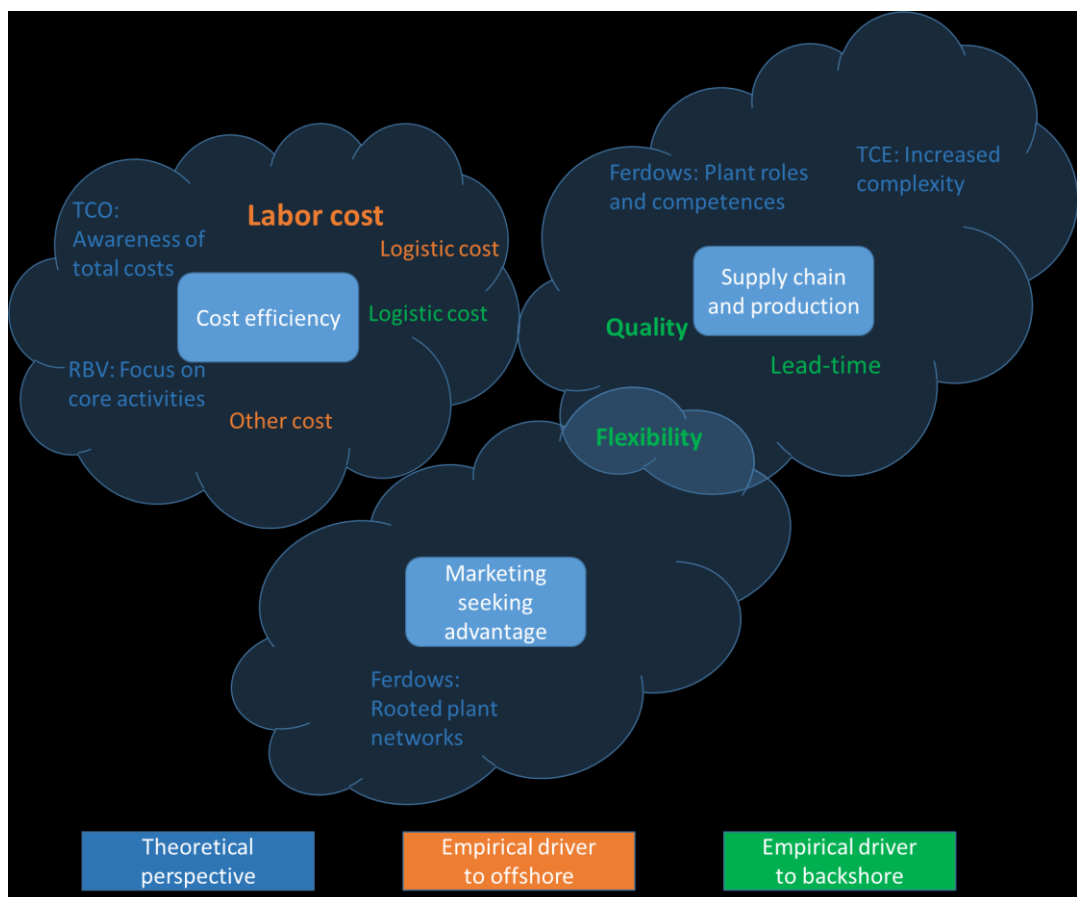 TCO:
Awareness of
total costs
Labor cost
Logistic cost
Cost efficiency
Logistic cost
RBV: Focus on
core activities
Other cost
Ferdows: Plant roles
and competences
TCE: Increased
complexity
Supply chain
and production
Quality
Lead-time
Flexibility
Marketing
seeking
advantage
Ferdows:
Rooted plant
networks
Theoretical
perspective
Empirical driver
to offshore
Empirical driver
to backshore